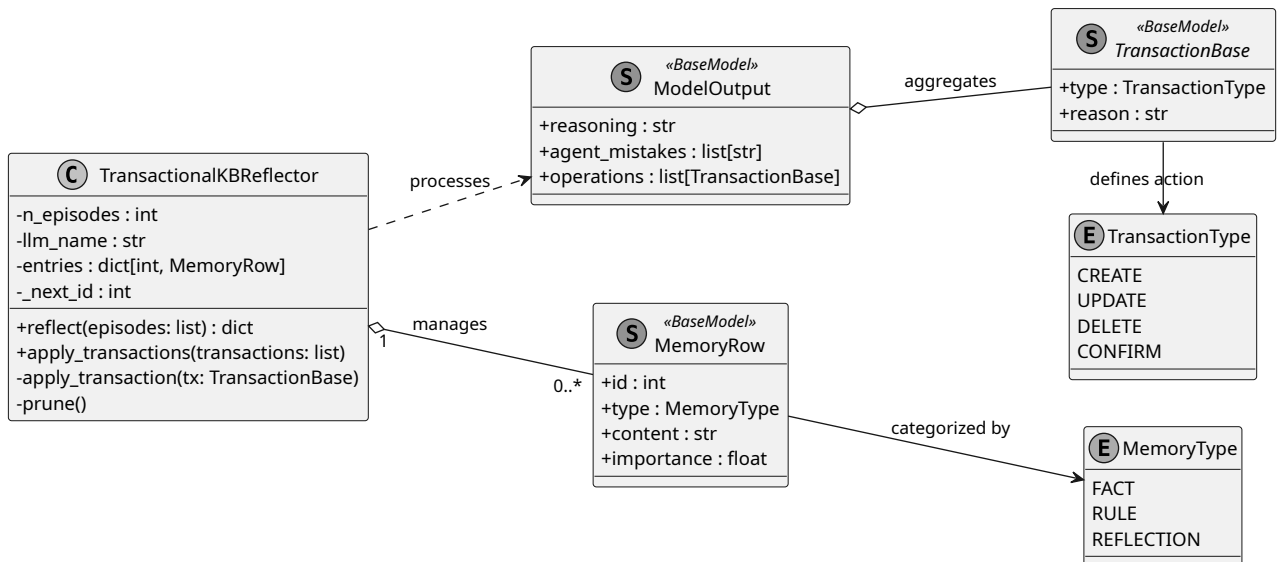 C TransactionalKBReflector
-n_episodes : int
-llm_name : str
-entries : dict[int, MemoryRow]
-_next_id : int
+reflect(episodes: list) : dict
+apply_transactions(transactions: list)
-apply_transaction(tx: TransactionBase)
-prune()
processes
manages
1
0..*
S «BaseModel»
ModelOutput
+reasoning : str
+agent_mistakes : list[str]
+operations : list[TransactionBase]
aggregates
S «BaseModel»
TransactionBase
+type : TransactionType
+reason : str
defines action
E TransactionType
CREATE
UPDATE
DELETE
CONFIRM
S «BaseModel»
MemoryRow
+id : int
+type : MemoryType
+content : str
+importance : float
categorized by
E MemoryType
FACT
RULE
REFLECTION